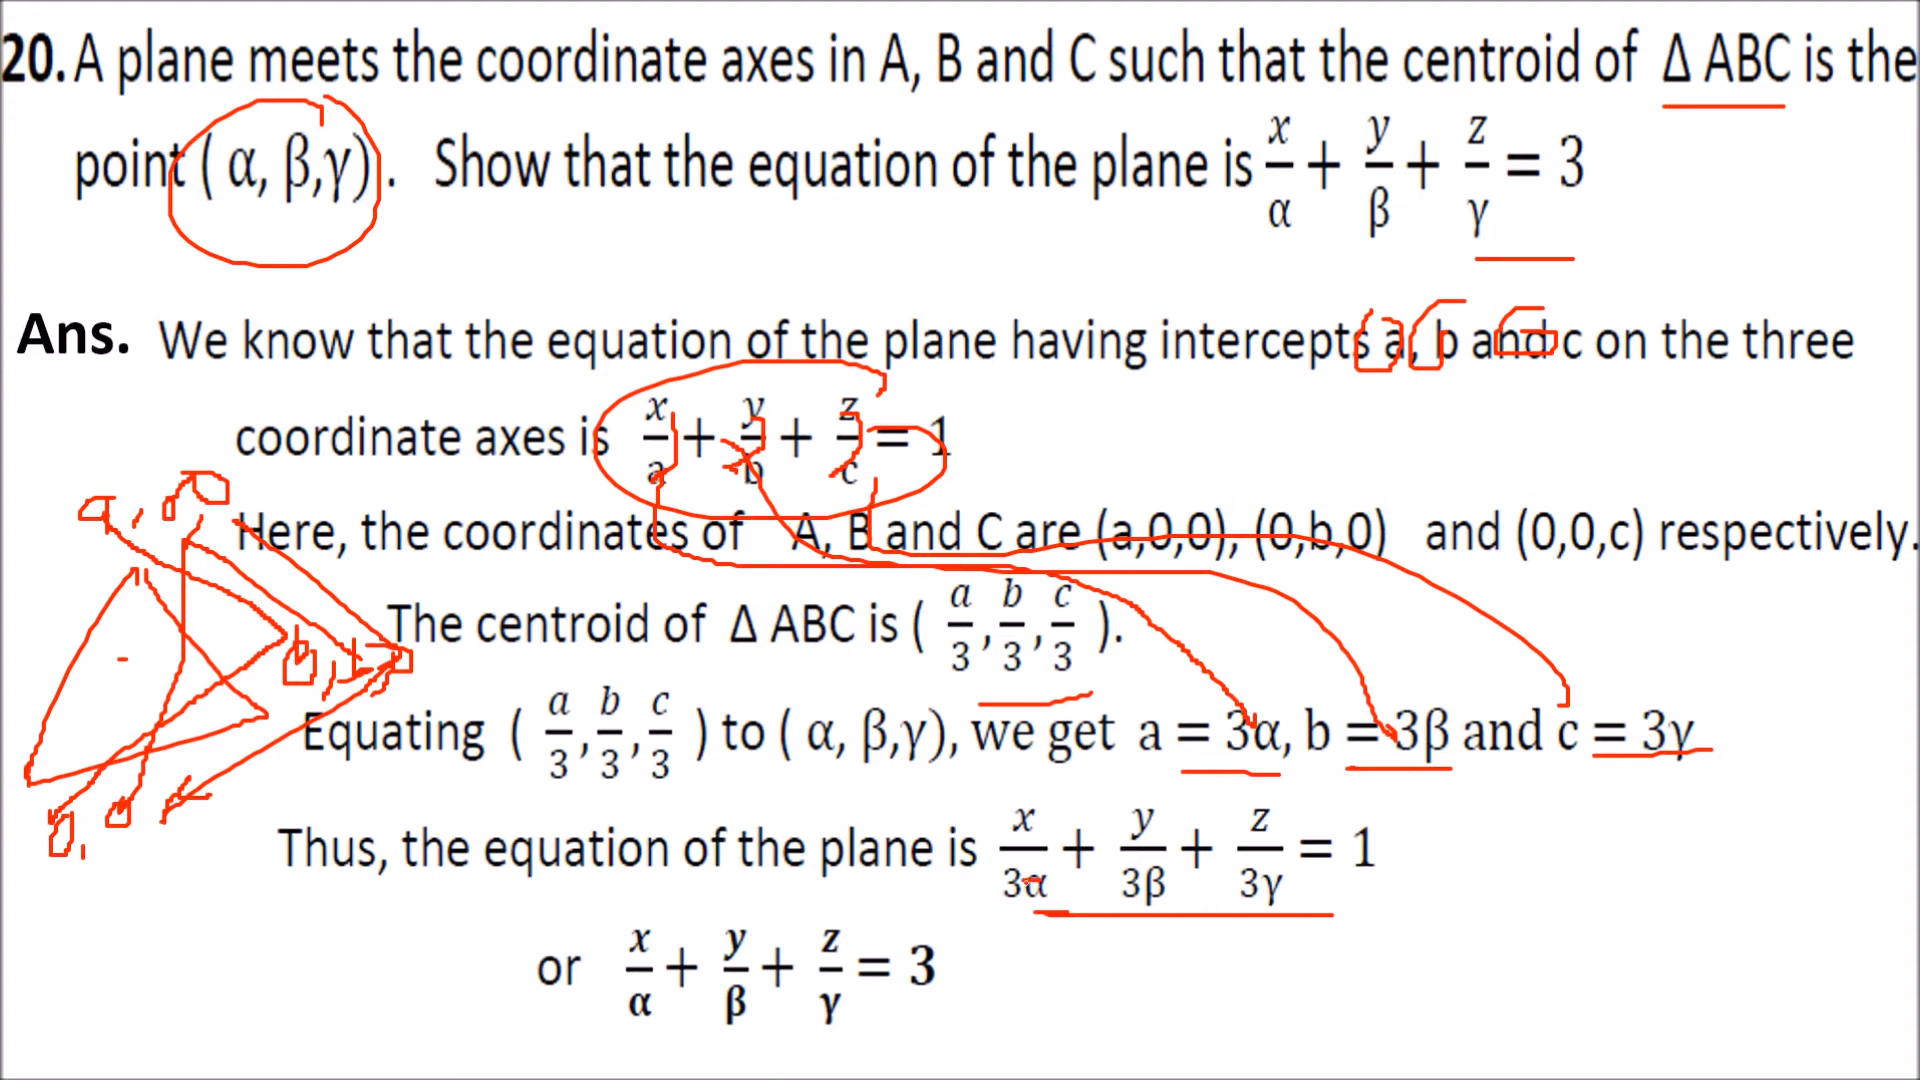 20. A plane meets the coordinate axes in A, B and C such that the centroid of Δ ABC is the
point ( α, β,γ) . Show that the equation of the plane is x/α + y/β + z/γ = 3
Ans. We know that the equation of the plane having intercepts a, b and c on the three
coordinate axes is x/a + y/b + z/c = 1
Here, the coordinates of A, B and C are (a,0,0), (0,b,0) and (0,0,c) respectively.
The centroid of Δ ABC is ( a/3, b/3, c/3 ).
Equating ( a/3, b/3, c/3 ) to ( α, β,γ), we get a = 3α, b = 3β and c = 3γ
Thus, the equation of the plane is x/3α + y/3β + z/3γ = 1
or x/α + y/β + z/γ = 3